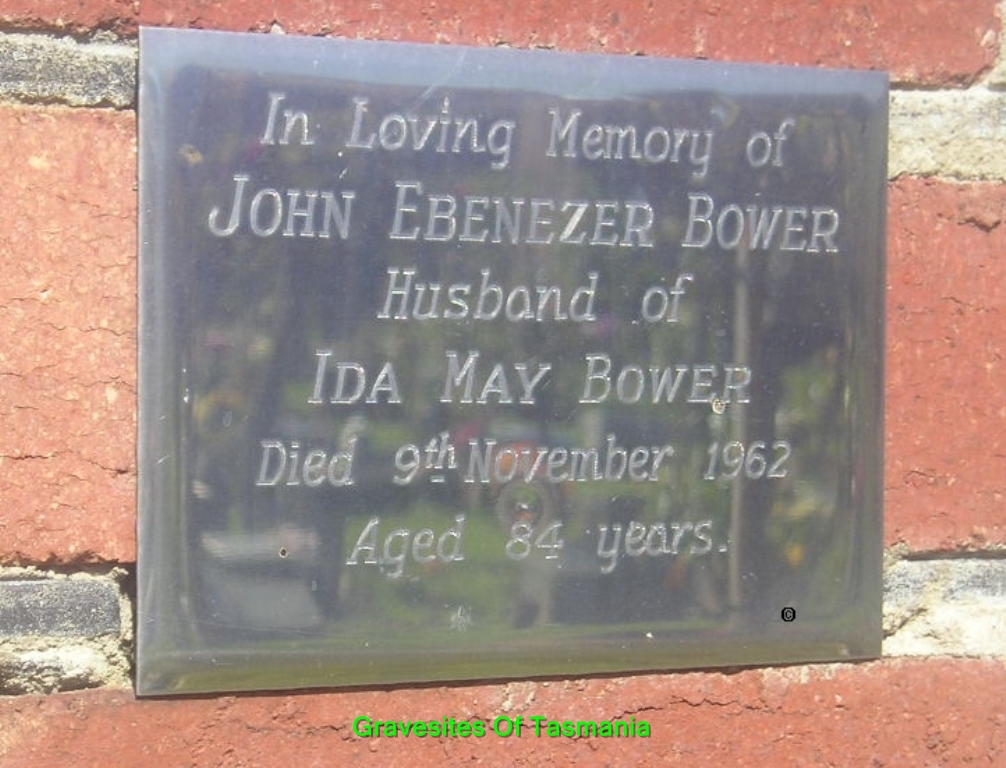 In Loving Memory of
JOHN EBENEZER BOWER
Husband of
IDA MAY BOWER
Died 9th November 1962
Aged 84 years.
©
Gravesites Of Tasmania